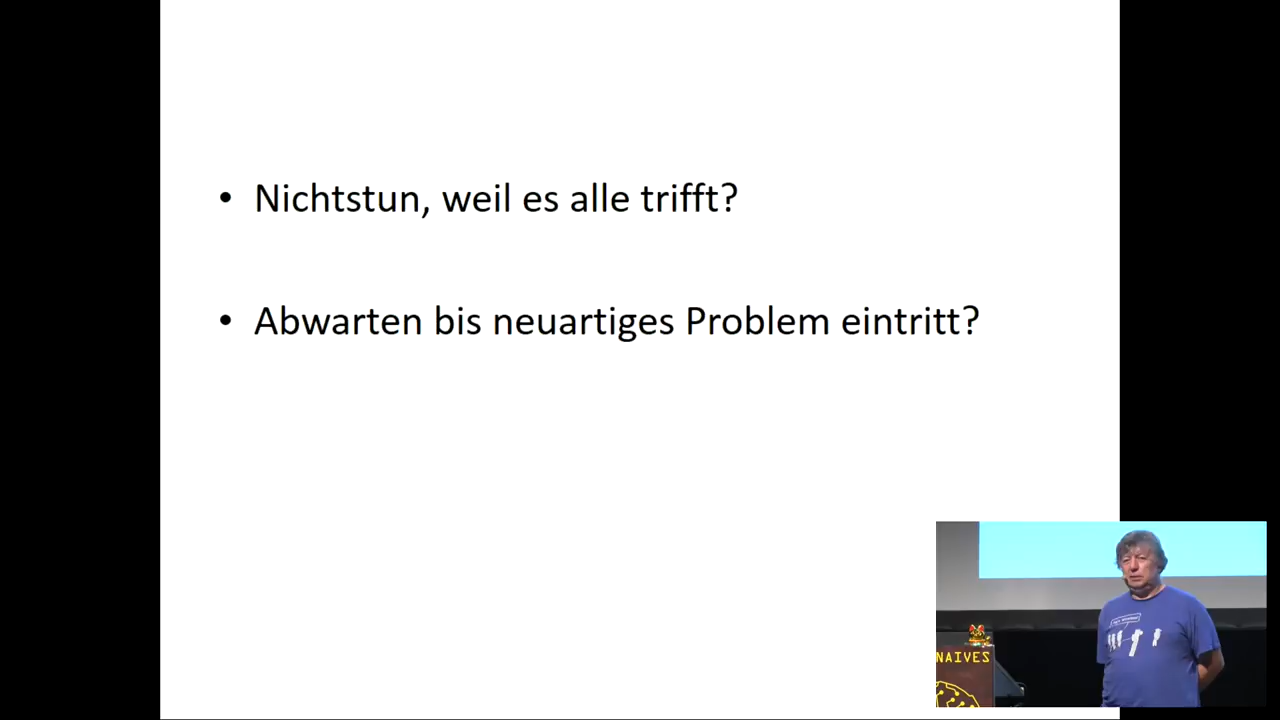 • Nichtstun, weil es alle trifft?
• Abwarten bis neuartiges Problem eintritt?
NAIVES